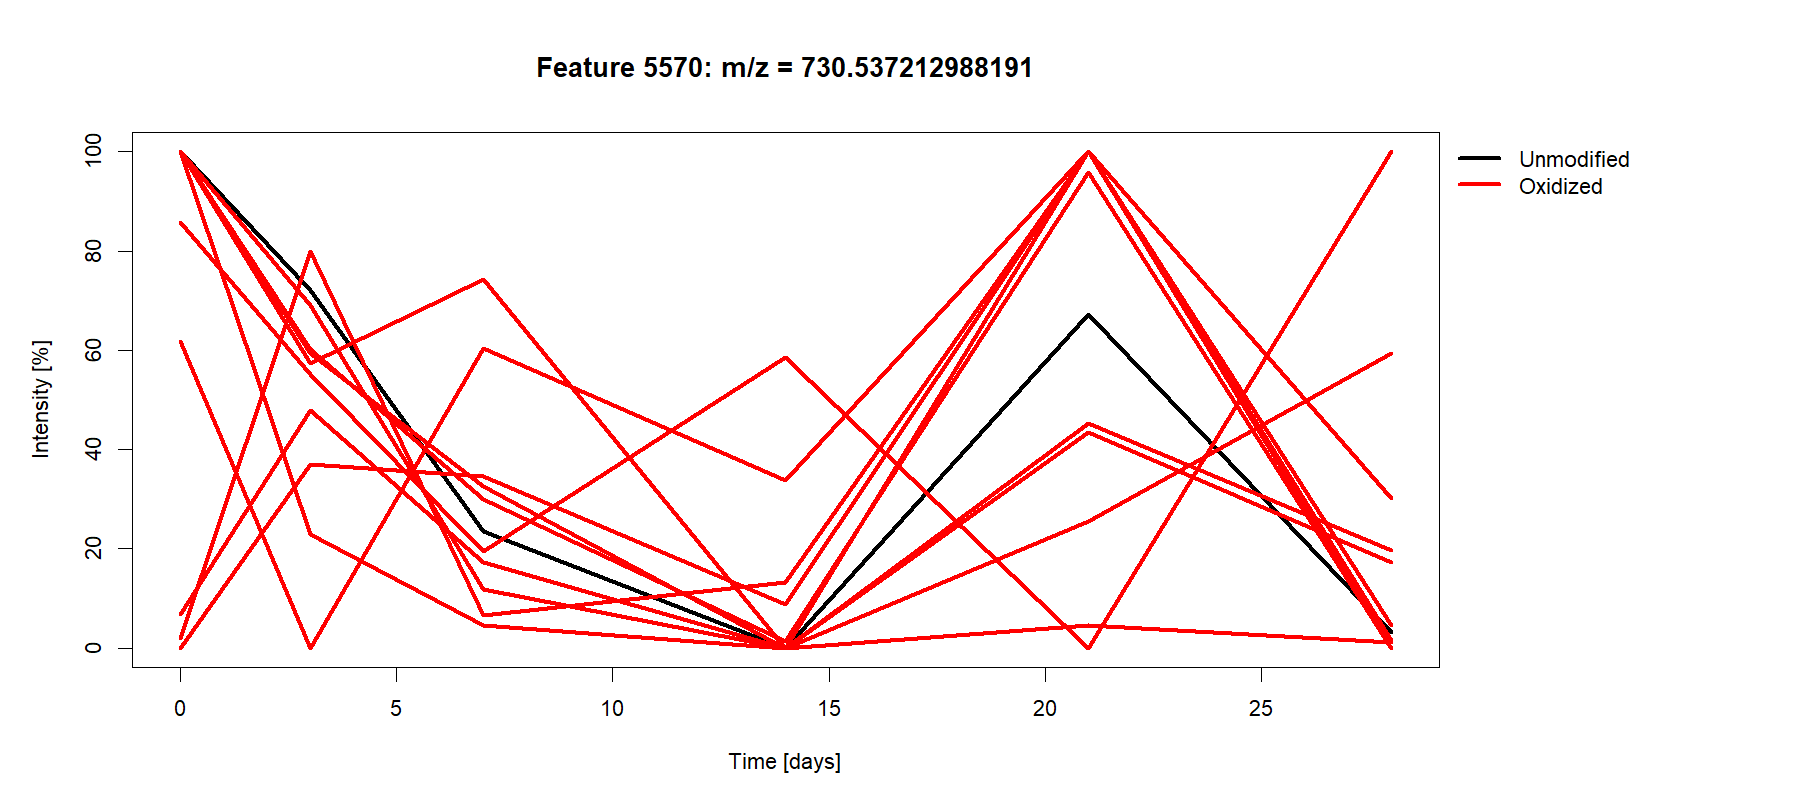 Feature 5570: m/z = 730.537212988191
Unmodified
Oxidized
Intensity [%]
100
80
60
40
20
0
0 5 10 15 20 25
Time [days]